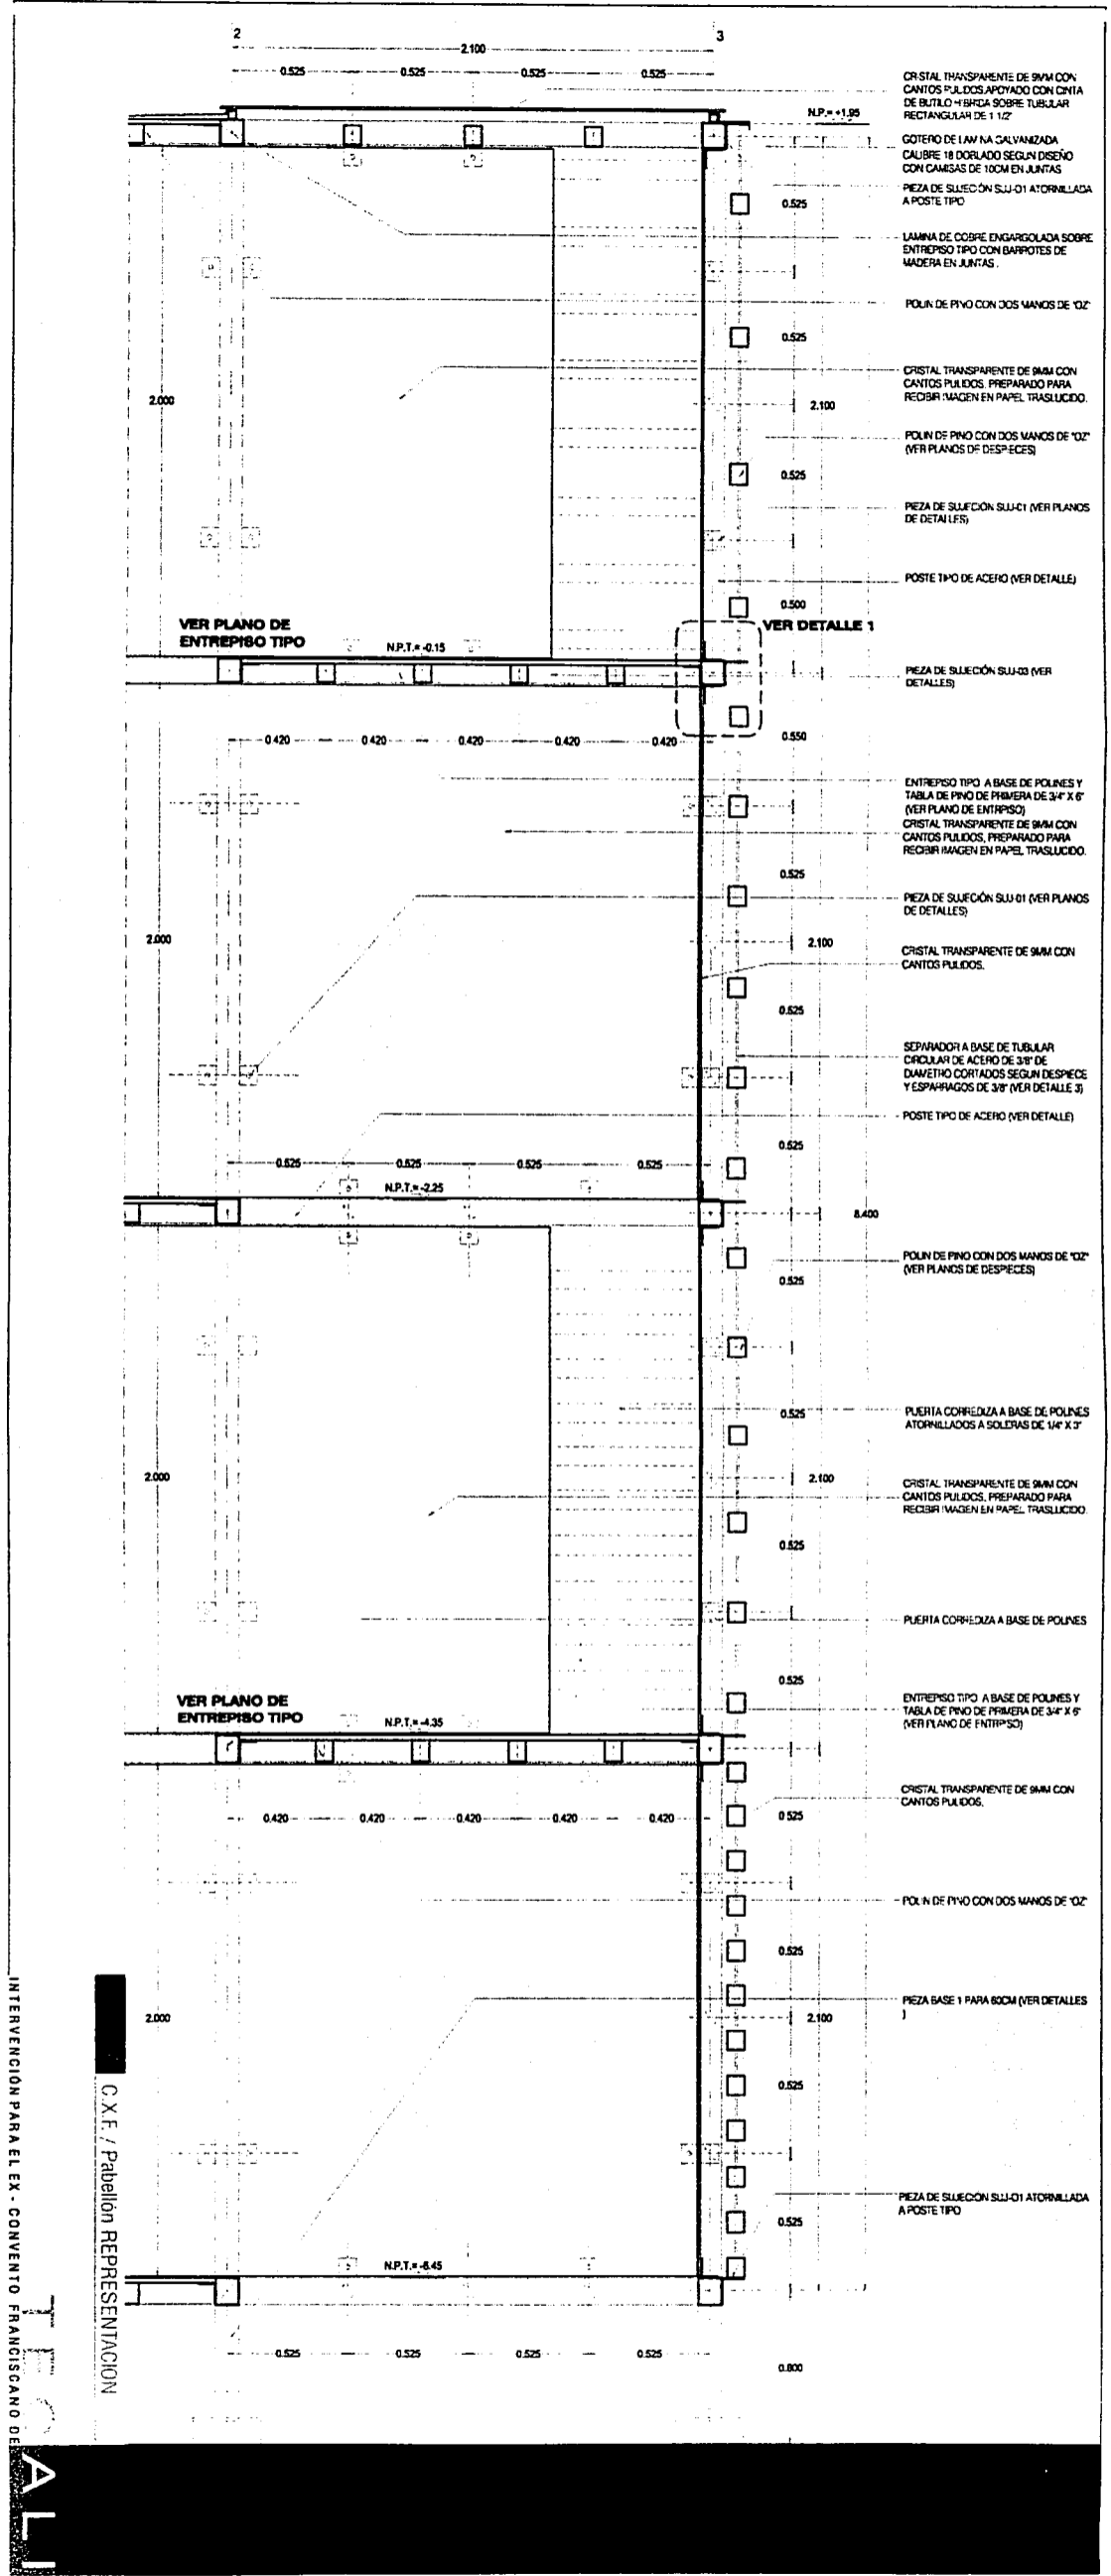 2
3
2.100
0.525
0.525
0.525
0.525
CRISTAL TRANSPARENTE DE 9MM CON
CANTOS PULIDOS APOYADO CON CINTA
DE BUTILO HIBRIDA SOBRE TUBULAR
RECTANGULAR DE 1 1/2"
N.P.= +1.95
GOTERO DE LAMINA GALVANIZADA
CALIBRE 18 DOBLADO SEGUN DISEÑO
CON CAMISAS DE 10CM EN JUNTAS
PIEZA DE SUJECIÓN SUJ-01 ATORNILLADA
A POSTE TIPO
0.525
LAMINA DE COBRE ENGARGOLADA SOBRE
ENTREPISO TIPO CON BARROTES DE
MADERA EN JUNTAS.
POLIN DE PINO CON DOS MANOS DE "OZ"
0.525
CRISTAL TRANSPARENTE DE 9MM CON
CANTOS PULIDOS, PREPARADO PARA
RECIBIR IMAGEN EN PAPEL TRASLUCIDO.
2.000
2.100
POLIN DE PINO CON DOS MANOS DE "OZ"
(VER PLANOS DE DESPIECES)
0.525
PIEZA DE SUJECIÓN SUJ-01 (VER PLANOS
DE DETALLES)
POSTE TIPO DE ACERO (VER DETALLE)
0.500
VER PLANO DE
ENTREPISO TIPO
VER DETALLE 1
N.P.T.= -0.15
PIEZA DE SUJECIÓN SUJ-03 (VER
DETALLES)
0.420
0.420
0.420
0.420
0.420
0.550
ENTREPISO TIPO A BASE DE POLINES Y
TABLA DE PINO DE PRIMERA DE 3/4" X 6"
(VER PLANO DE ENTRPISO)
CRISTAL TRANSPARENTE DE 9MM CON
CANTOS PULIDOS, PREPARADO PARA
RECIBIR IMAGEN EN PAPEL TRASLUCIDO.
0.525
PIEZA DE SUJECIÓN SUJ-01 (VER PLANOS
DE DETALLES)
2.000
2.100
CRISTAL TRANSPARENTE DE 9MM CON
CANTOS PULIDOS.
0.525
SEPARADOR A BASE DE TUBULAR
CIRCULAR DE ACERO DE 3/8" DE
DIAMETRO CORTADOS SEGUN DESPIECE
Y ESPARRAGOS DE 3/8" (VER DETALLE 3)
POSTE TIPO DE ACERO (VER DETALLE)
0.525
0.525
0.525
0.525
0.525
N.P.T.= -2.25
8.400
POLIN DE PINO CON DOS MANOS DE "OZ"
(VER PLANOS DE DESPIECES)
0.525
PUERTA CORREDIZA A BASE DE POLINES
ATORNILLADOS A SOLERAS DE 1/4" X 3"
0.525
2.000
2.100
CRISTAL TRANSPARENTE DE 9MM CON
CANTOS PULIDOS, PREPARADO PARA
RECIBIR IMAGEN EN PAPEL TRASLUCIDO.
0.525
PUERTA CORREDIZA A BASE DE POLINES
0.525
VER PLANO DE
ENTREPISO TIPO
N.P.T.= -4.35
ENTREPISO TIPO A BASE DE POLINES Y
TABLA DE PINO DE PRIMERA DE 3/4" X 6"
(VER PLANO DE ENTRPISO)
CRISTAL TRANSPARENTE DE 9MM CON
CANTOS PULIDOS.
0.420
0.420
0.420
0.420
0.420
0.525
POLIN DE PINO CON DOS MANOS DE "OZ"
0.525
PIEZA BASE 1 PARA 60CM (VER DETALLES
)
2.000
2.100
0.525
PIEZA DE SUJECIÓN SUJ-01 ATORNILLADA
A POSTE TIPO
0.525
N.P.T.= -6.45
0.525
0.525
0.525
0.525
0.800
C.X.F. / Pabellón REPRESENTACION
INTERVENCIÓN PARA EL EX - CONVENTO FRANCISCANO DE
TECALI